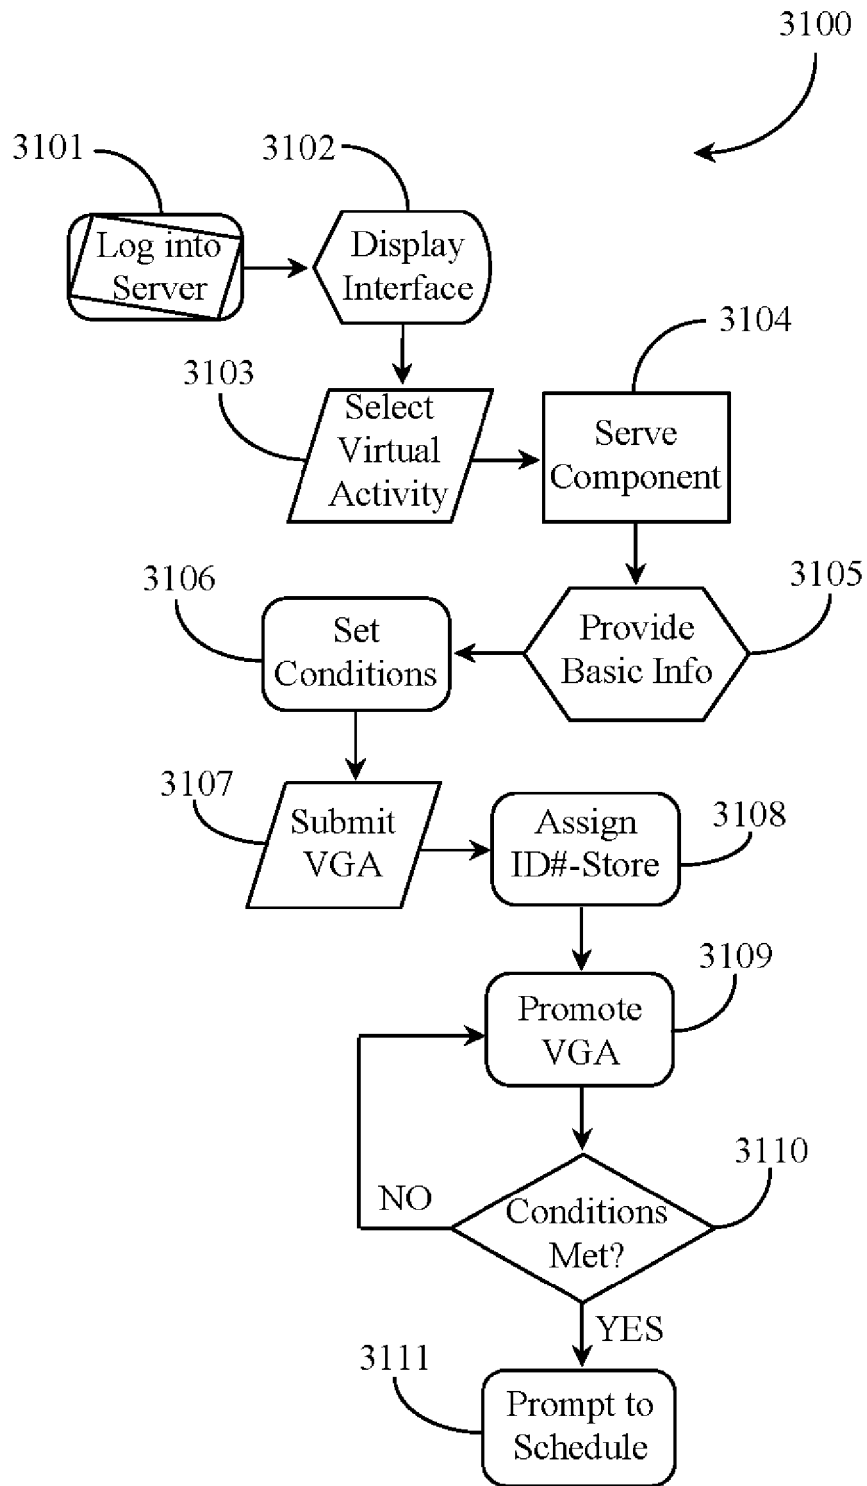 3100
3101
3102
Log into
Server
Display
Interface
3103
3104
Select
Virtual
Activity
Serve
Component
3106
3105
Set
Conditions
Provide
Basic Info
3107
3108
Submit
VGA
Assign
ID#-Store
3109
Promote
VGA
3110
NO
Conditions
Met?
YES
3111
Prompt to
Schedule